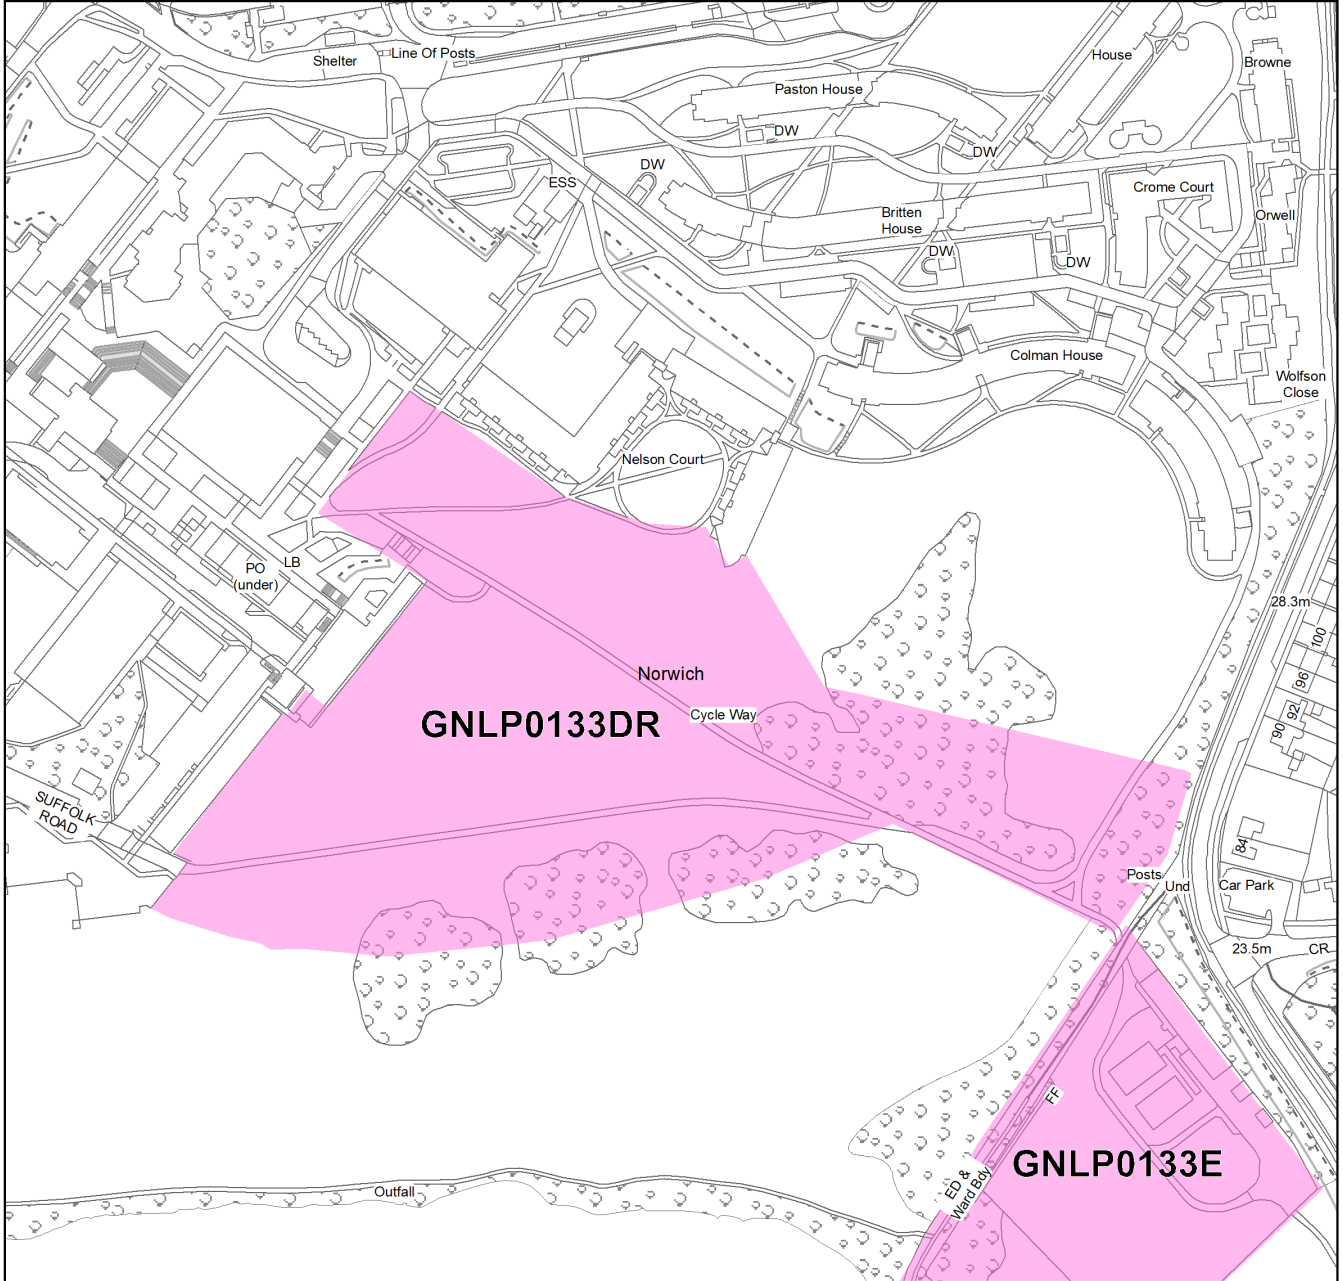 Line Of Posts
Shelter
House
Browne
Paston House
DW
DW
DW
ESS
Crome Court
Orwell
Britten
House
DW
DW
Colman House
Wolfson
Close
Nelson Court
PO
(under)
LB
28.3m
100
96
92
90
Norwich
Cycle Way
GNLP0133DR
SUFFOLK
ROAD
84
Posts
Und
Car Park
23.5m
CR
FF
GNLP0133E
ED &
Ward Bdy
Outfall